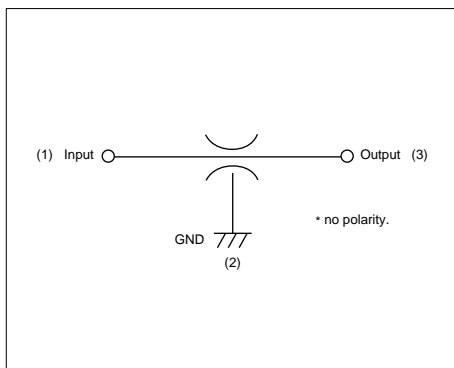 (1) Input Output (3)
* no polarity.
GND
(2)